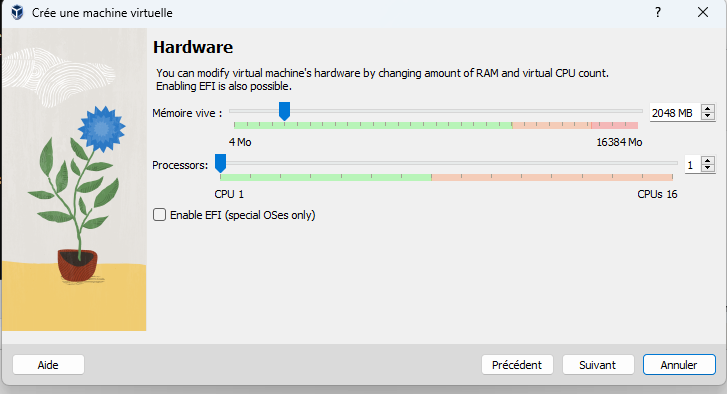 Crée une machine virtuelle
Hardware
You can modify virtual machine's hardware by changing amount of RAM and virtual CPU count.
Enabling EFI is also possible.
Mémoire vive : 2048 MB
4 Mo 16384 Mo
Processors: 1
CPU 1 CPUs 16
Enable EFI (special OSes only)
Aide Précédent Suivant Annuler